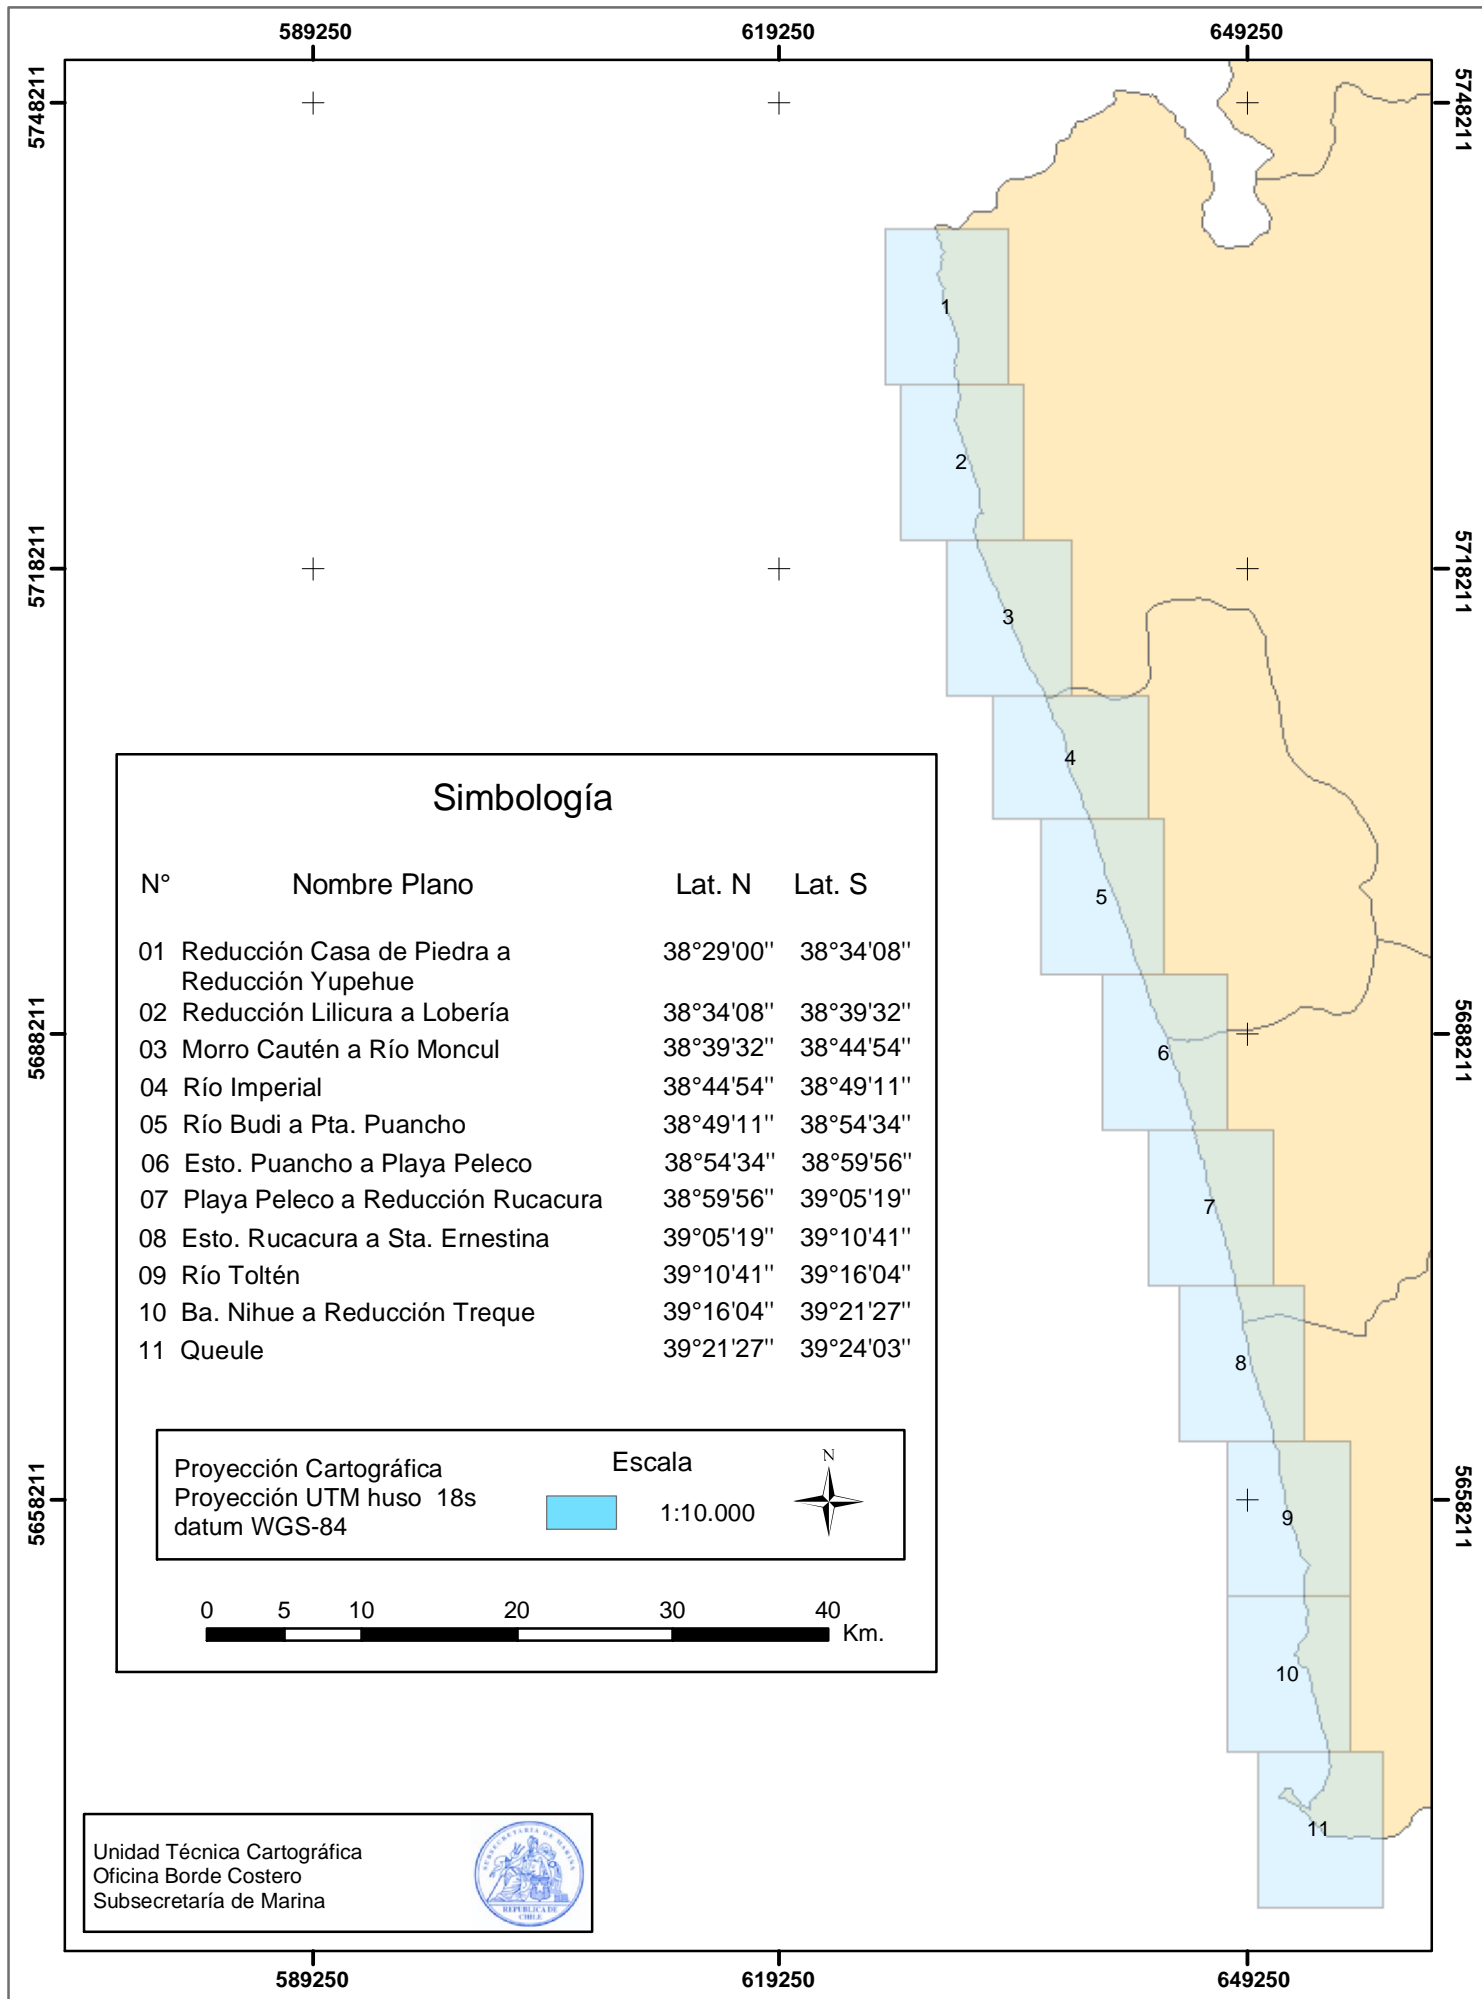 589250 619250 649250
5748211 5748211
1
2
5718211 5718211
3
4
Simbología
N° Nombre Plano Lat. N Lat. S
01 Reducción Casa de Piedra a 38°29'00" 38°34'08"
Reducción Yupehue
02 Reducción Lilicura a Lobería 38°34'08" 38°39'32"
03 Morro Cautén a Río Moncul 38°39'32" 38°44'54"
04 Río Imperial 38°44'54" 38°49'11"
05 Río Budi a Pta. Puancho 38°49'11" 38°54'34"
06 Esto. Puancho a Playa Peleco 38°54'34" 38°59'56"
07 Playa Peleco a Reducción Rucacura 38°59'56" 39°05'19"
08 Esto. Rucacura a Sta. Ernestina 39°05'19" 39°10'41"
09 Río Toltén 39°10'41" 39°16'04"
10 Ba. Nihue a Reducción Treque 39°16'04" 39°21'27"
11 Queule 39°21'27" 39°24'03"
5
5688211 5688211
6
7
8
Proyección Cartográfica
Proyección UTM huso 18s
datum WGS-84
Escala
1:10.000
N
5658211 5658211
9
0 5 10 20 30 40
Km.
10
11
Unidad Técnica Cartográfica
Oficina Borde Costero
Subsecretaría de Marina
SUBSECRETARIA DE MARINA
REPUBLICA DE
CHILE
589250 619250 649250